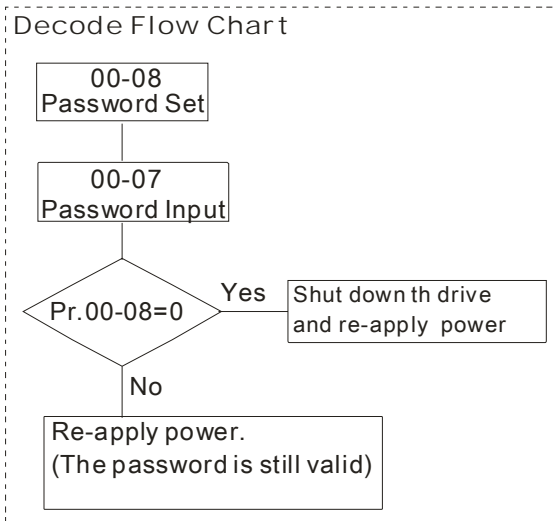 Decode Flow Chart
00-08
Password Set
00-07
Password Input
Pr.00-08=0
Yes
Shut down th drive
and re-apply power
No
Re-apply power.
(The password is still valid)